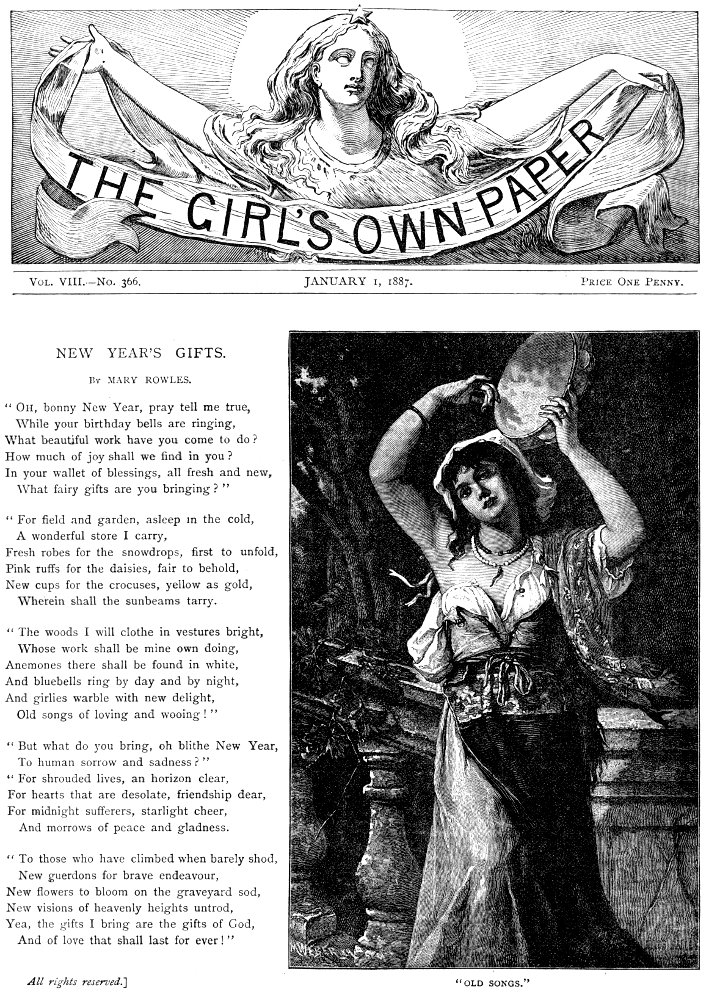 THE GIRL'S OWN PAPER
VOL. VIII.—NO. 366.
JANUARY 1, 1887.
PRICE ONE PENNY.
NEW YEAR'S GIFTS.
BY MARY ROWLES.
“ OH, bonny New Year, pray tell me true,
While your birthday bells are ringing,
What beautiful work have you come to do?
How much of joy shall we find in you?
In your wallet of blessings, all fresh and new,
What fairy gifts are you bringing?”
“ For field and garden, asleep in the cold,
A wonderful store I carry,
Fresh robes for the snowdrops, first to unfold,
Pink ruffs for the daisies, fair to behold,
New cups for the crocuses, yellow as gold,
Wherein shall the sunbeams tarry.
“ The woods I will clothe in vestures bright,
Whose work shall be mine own doing,
Anemones there shall be found in white,
And bluebells ring by day and by night,
And girlies warble with new delight,
Old songs of loving and wooing!”
“ But what do you bring, oh blithe New Year,
To human sorrow and sadness?”
“ For shrouded lives, an horizon clear,
For hearts that are desolate, friendship dear,
For midnight sufferers, starlight cheer,
And morrows of peace and gladness.
“ To those who have climbed when barely shod,
New guerdons for brave endeavour,
New flowers to bloom on the graveyard sod,
New visions of heavenly heights untrod,
Yea, the gifts I bring are the gifts of God,
And of love that shall last for ever!”
All rights reserved.]
WEBER
“OLD SONGS.”